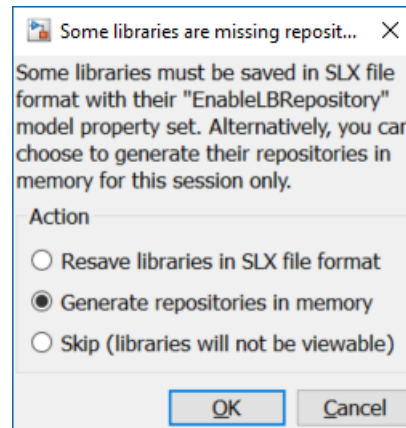 Some libraries are missing reposit...
Some libraries must be saved in SLX file
format with their "EnableLBRepository"
model property set. Alternatively, you can
choose to generate their repositories in
memory for this session only.
Action
Resave libraries in SLX file format
Generate repositories in memory
Skip (libraries will not be viewable)
OK Cancel